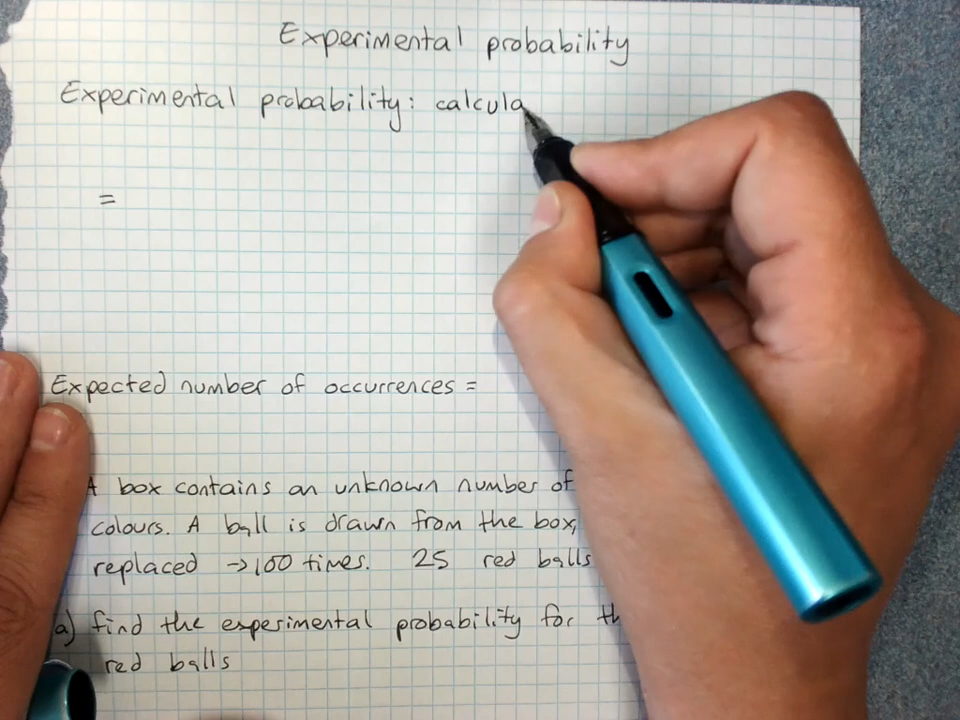 Experimental probability
Experimental probability: calcula
=
Expected number of occurrences =
A box contains an unknown number of
colours. A ball is drawn from the box,
replaced → 100 times. 25 red balls
a) find the experimental probability for th
red balls